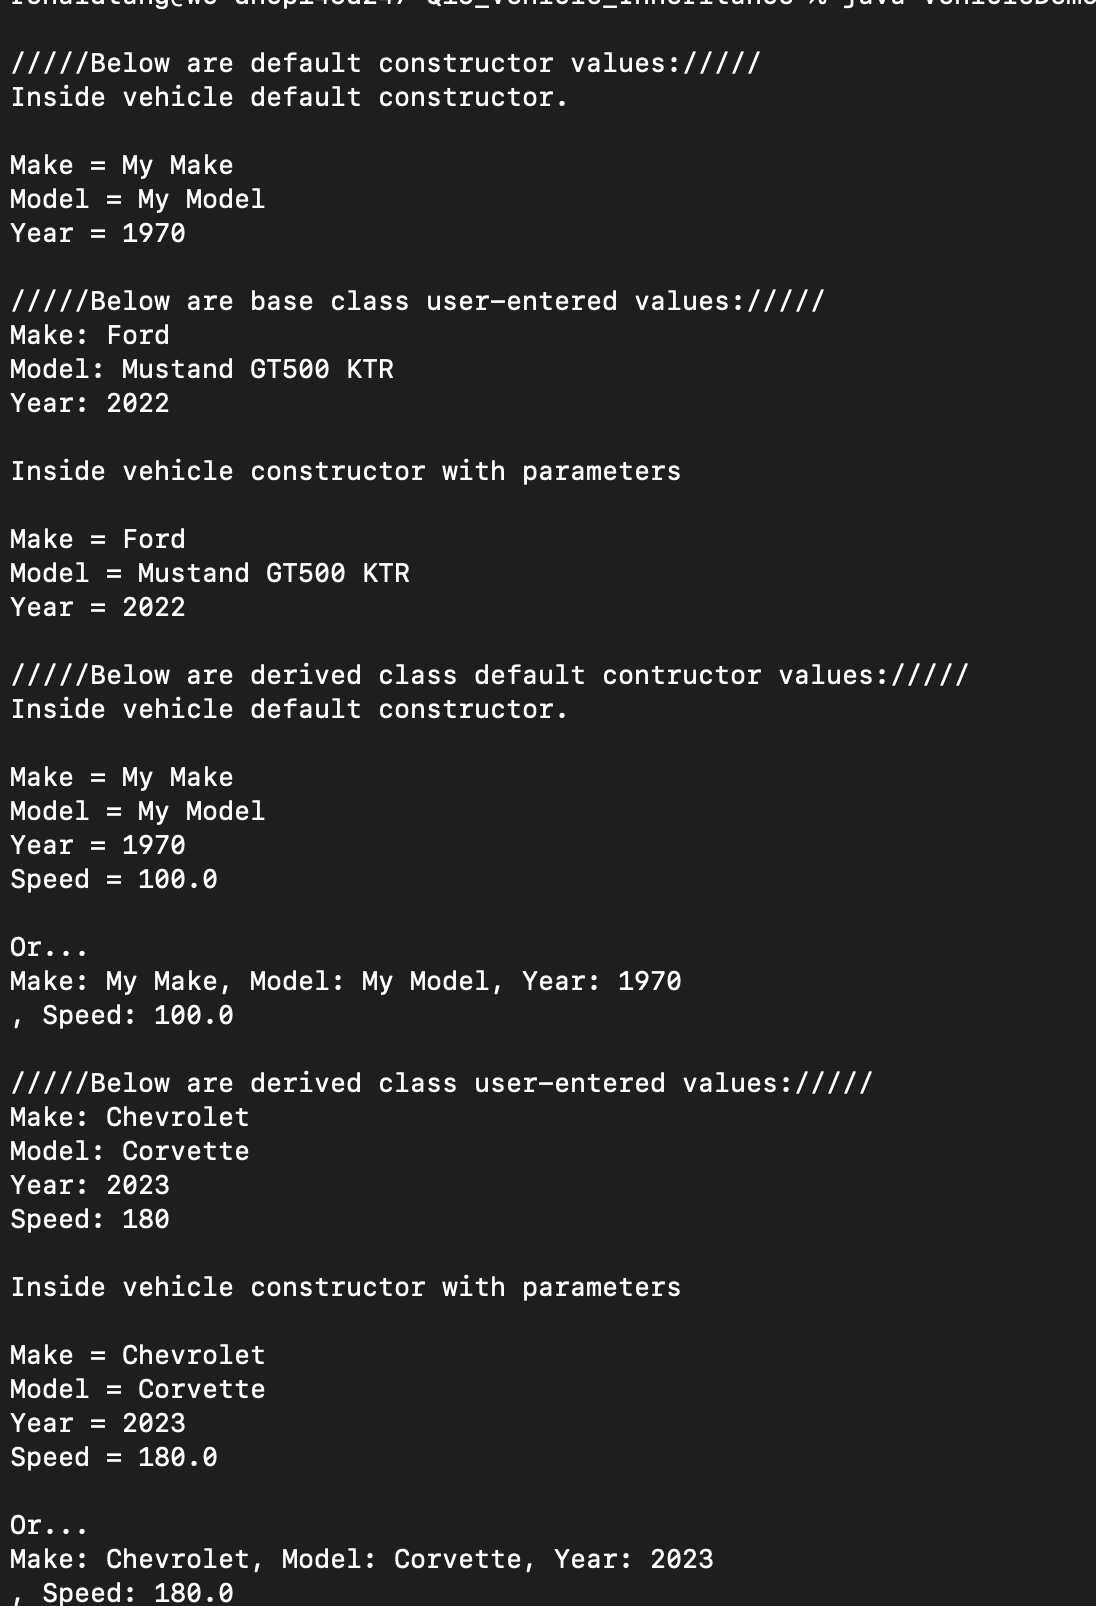 /////Below are default constructor values://///
Inside vehicle default constructor.
Make = My Make
Model = My Model
Year = 1970
/////Below are base class user-entered values://///
Make: Ford
Model: Mustand GT500 KTR
Year: 2022
Inside vehicle constructor with parameters
Make = Ford
Model = Mustand GT500 KTR
Year = 2022
/////Below are derived class default contructor values://///
Inside vehicle default constructor.
Make = My Make
Model = My Model
Year = 1970
Speed = 100.0
Or...
Make: My Make, Model: My Model, Year: 1970
, Speed: 100.0
/////Below are derived class user-entered values://///
Make: Chevrolet
Model: Corvette
Year: 2023
Speed: 180
Inside vehicle constructor with parameters
Make = Chevrolet
Model = Corvette
Year = 2023
Speed = 180.0
Or...
Make: Chevrolet, Model: Corvette, Year: 2023
, Speed: 180.0